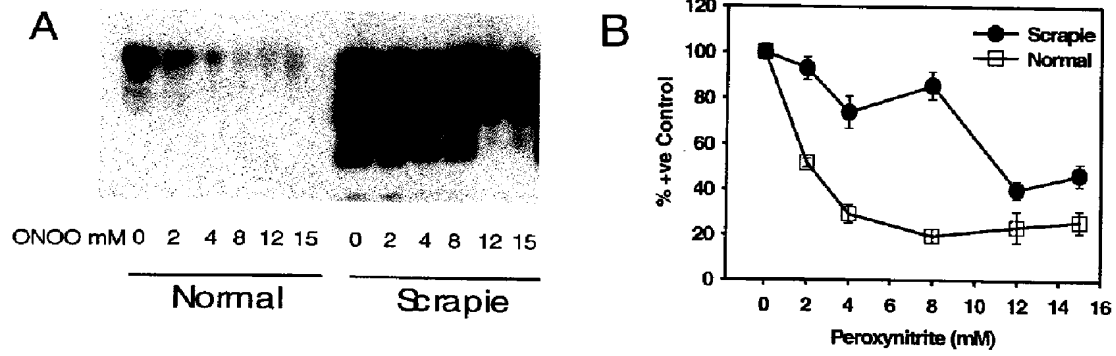 A
ONOO mM 0 2 4 8 12 15 0 2 4 8 12 15
Normal Scrapie
B
% +ve Control
120
100
80
60
40
20
0
Scrapie
Normal
0 2 4 6 8 10 12 14 16
Peroxynitrite (mM)